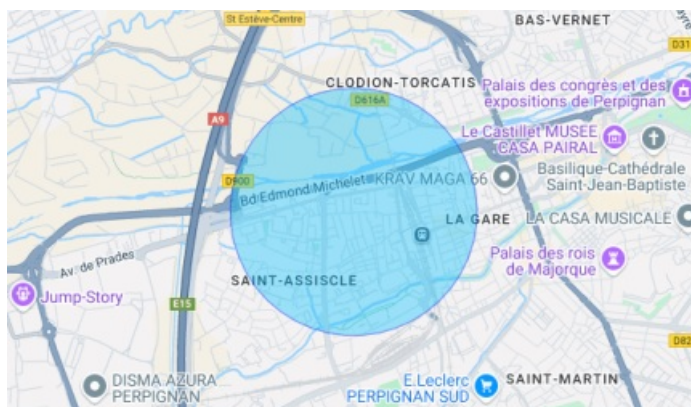 St Estève-Centre
BAS-VERNET
D31
CLODION-TORCATIS
D616A
Palais des congrès et des
expositions de Perpignan
A9
Le Castillet MUSEE
CASA PAIRAL
D900
Bd Edmond Michelet
KRAV MAGA 66
Basilique-Cathédrale
Saint-Jean-Baptiste
LA GARE
LA CASA MUSICALE
Av. de Prades
Palais des rois
de Majorque
SAINT-ASSISCLE
Jump-Story
E15
D82
DISMA AZURA
PERPIGNAN
E.Leclerc
PERPIGNAN SUD
SAINT-MARTIN